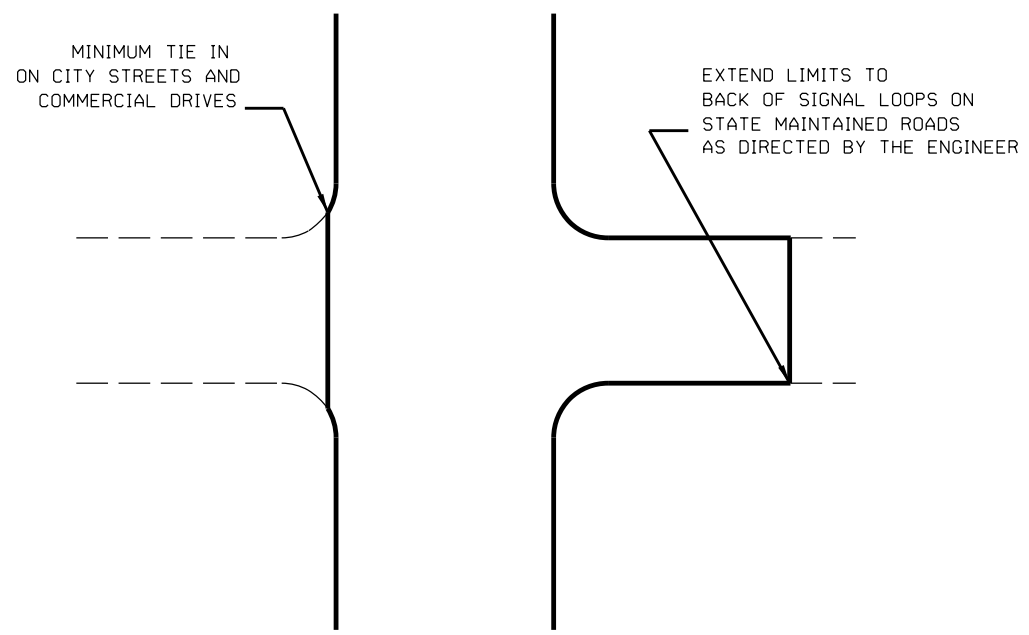 MINIMUM TIE IN
ON CITY STREETS AND
COMMERCIAL DRIVES
EXTEND LIMITS TO
BACK OF SIGNAL LOOPS ON
STATE MAINTAINED ROADS
AS DIRECTED BY THE ENGINEER